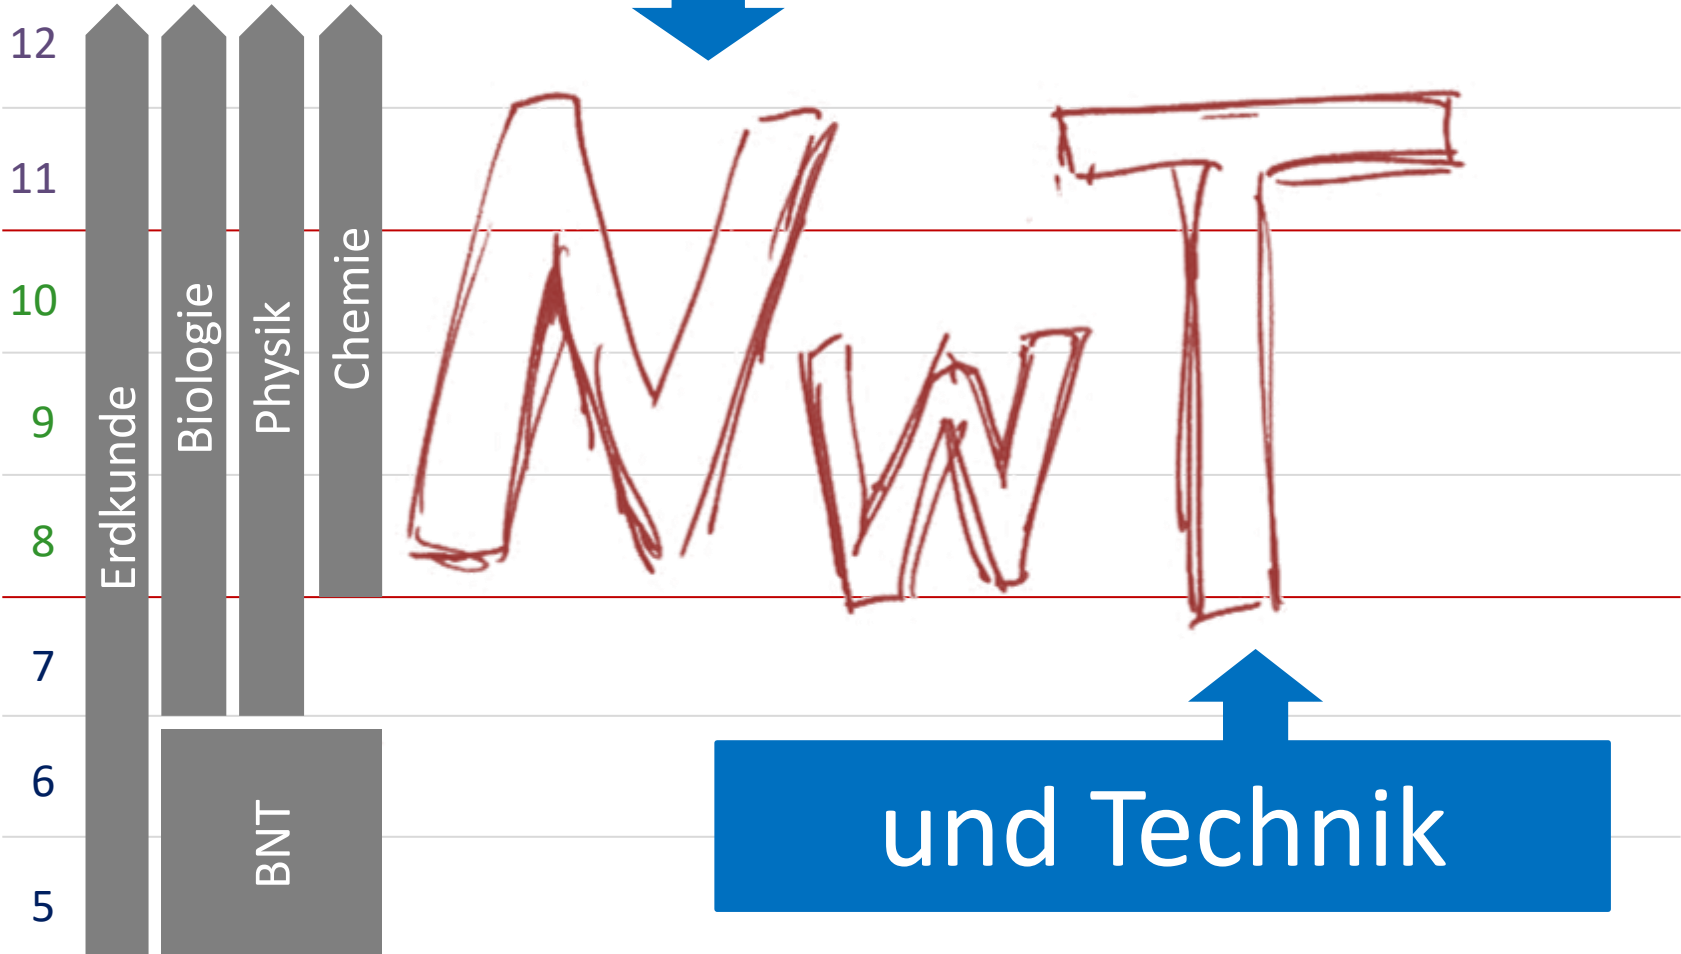 12
11
10
9
8
7
6
5
Erdkunde
Biologie
Physik
Chemie
BNT
NwT
und Technik